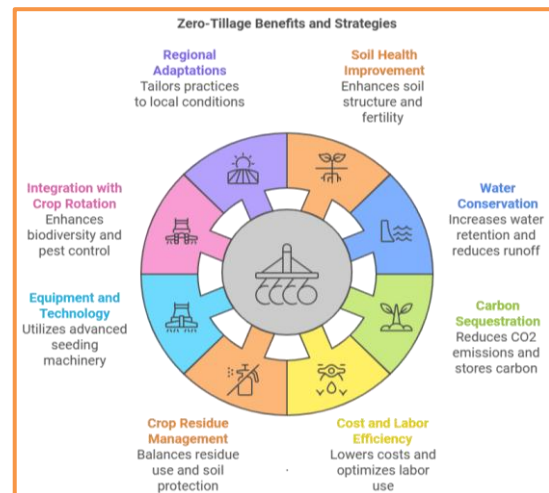 Zero-Tillage Benefits and Strategies
Regional
Adaptations
Tailors practices
to local conditions
Soil Health
Improvement
Enhances soil
structure and
fertility
Integration with
Crop Rotation
Enhances
biodiversity and
pest control
Water
Conservation
Increases water
retention and
reduces runoff
Equipment and
Technology
Utilizes advanced
seeding
machinery
Carbon
Sequestration
Reduces CO2
emissions and
stores carbon
Crop Residue
Management
Balances residue
use and soil
protection
Cost and Labor
Efficiency
Lowers costs and
optimizes labor
use